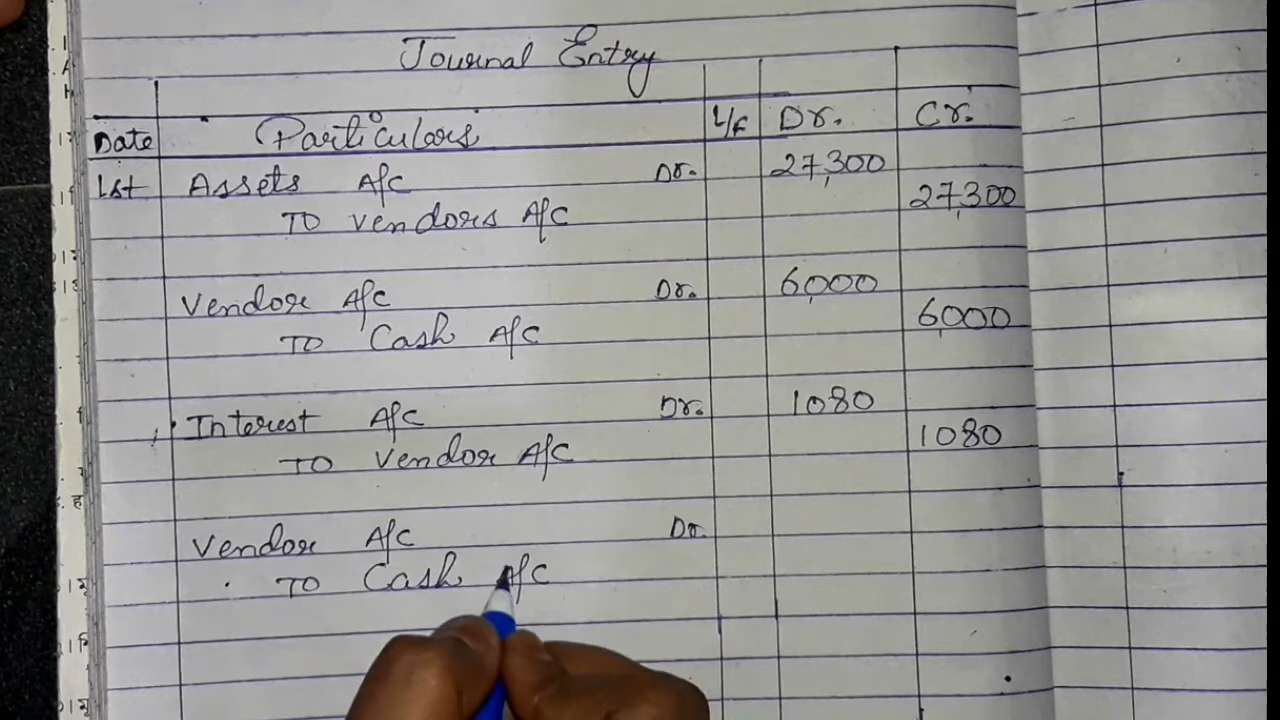 Journal Entry
Date Particulars L/F Dr. Cr.
1st Assets A/C Dr. 27,300
To vendors A/C 27,300
Vendor A/C Dr. 6,000
To Cash A/C 6,000
Interest A/C Dr. 1080
To Vendor A/C 1080
Vendor A/C Dr.
To Cash A/C